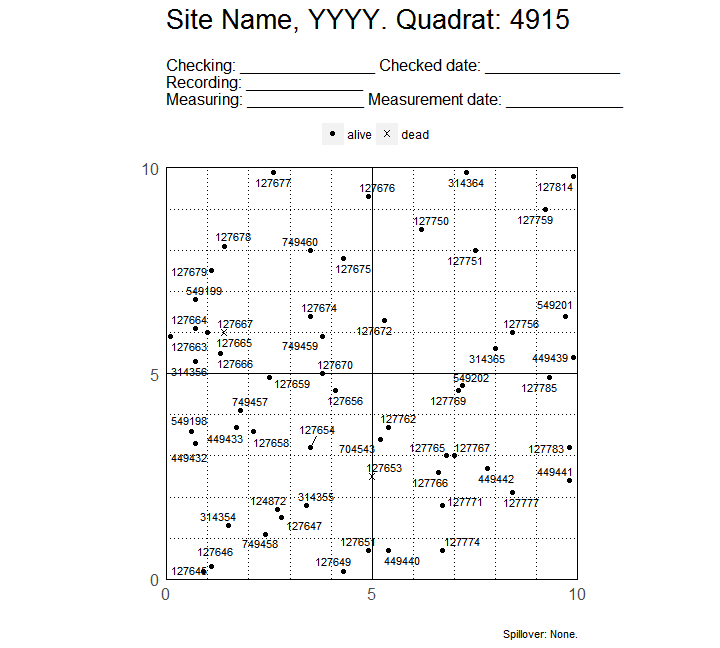 Site Name, YYYY. Quadrat: 4915
Checking: _______________ Checked date: _______________
Recording: _____________
Measuring: _____________ Measurement date: _____________
alive dead
10
127677 127676 314364 127814
127750 127759
127678 749460
127679 127675 127751
549199 549201
127664 127667 127674 127672 127756
127663 127665 749459
127666 314365 449439
314356 127670
5
127659 549202 127785
749457 127656 127769
549198 127654 127762
449433 127658 704543 127765 127767 127783
449432 127653 449441
127766 449442
124872 314355 127771 127777
314354 127647
749458 127651 127774
127646 127649 449440
127645
0
0 5 10
Spillover: None.